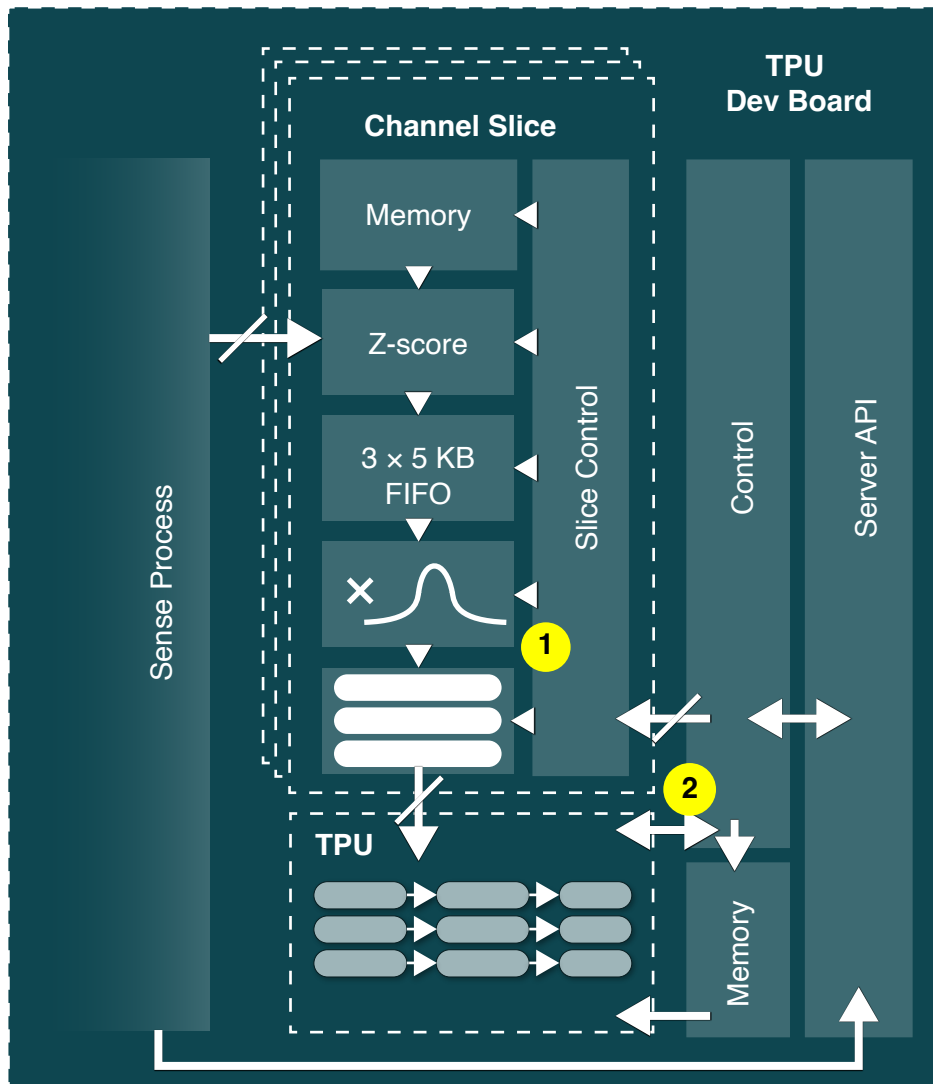 TPU
Dev Board
Channel Slice
Memory
Z-score
3 × 5 KB
FIFO
Slice Control
Control
Server API
Sense Process
1
2
TPU
Memory